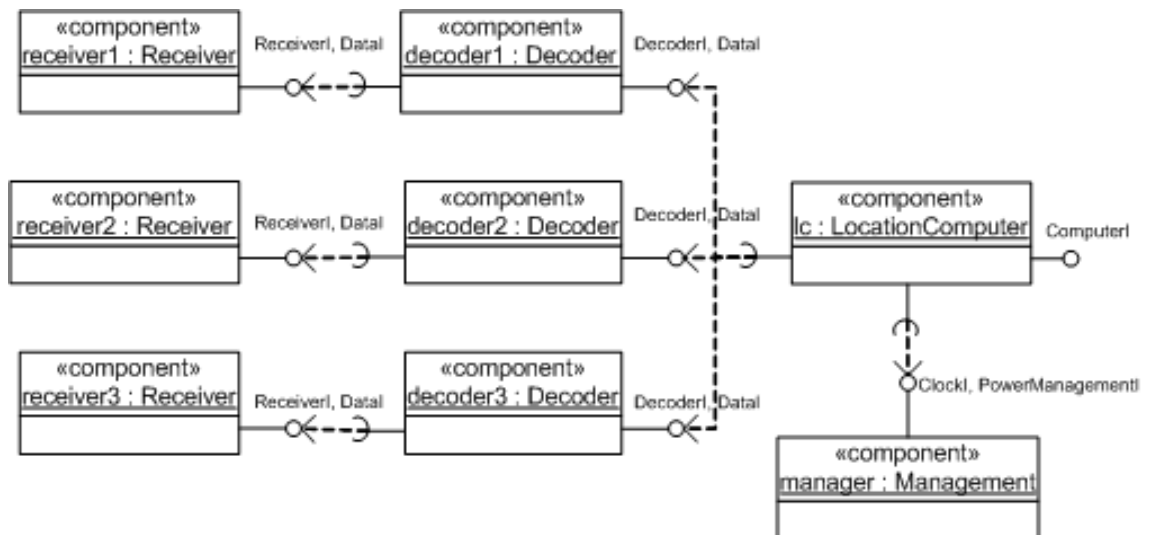 «component»
receiver1 : Receiver
ReceiverI, DataI
«component»
decoder1 : Decoder
DecoderI, DataI
«component»
receiver2 : Receiver
ReceiverI, DataI
«component»
decoder2 : Decoder
DecoderI, DataI
«component»
lc : LocationComputer
ComputerI
«component»
receiver3 : Receiver
ReceiverI, DataI
«component»
decoder3 : Decoder
DecoderI, DataI
ClockI, PowerManagementI
«component»
manager : Management